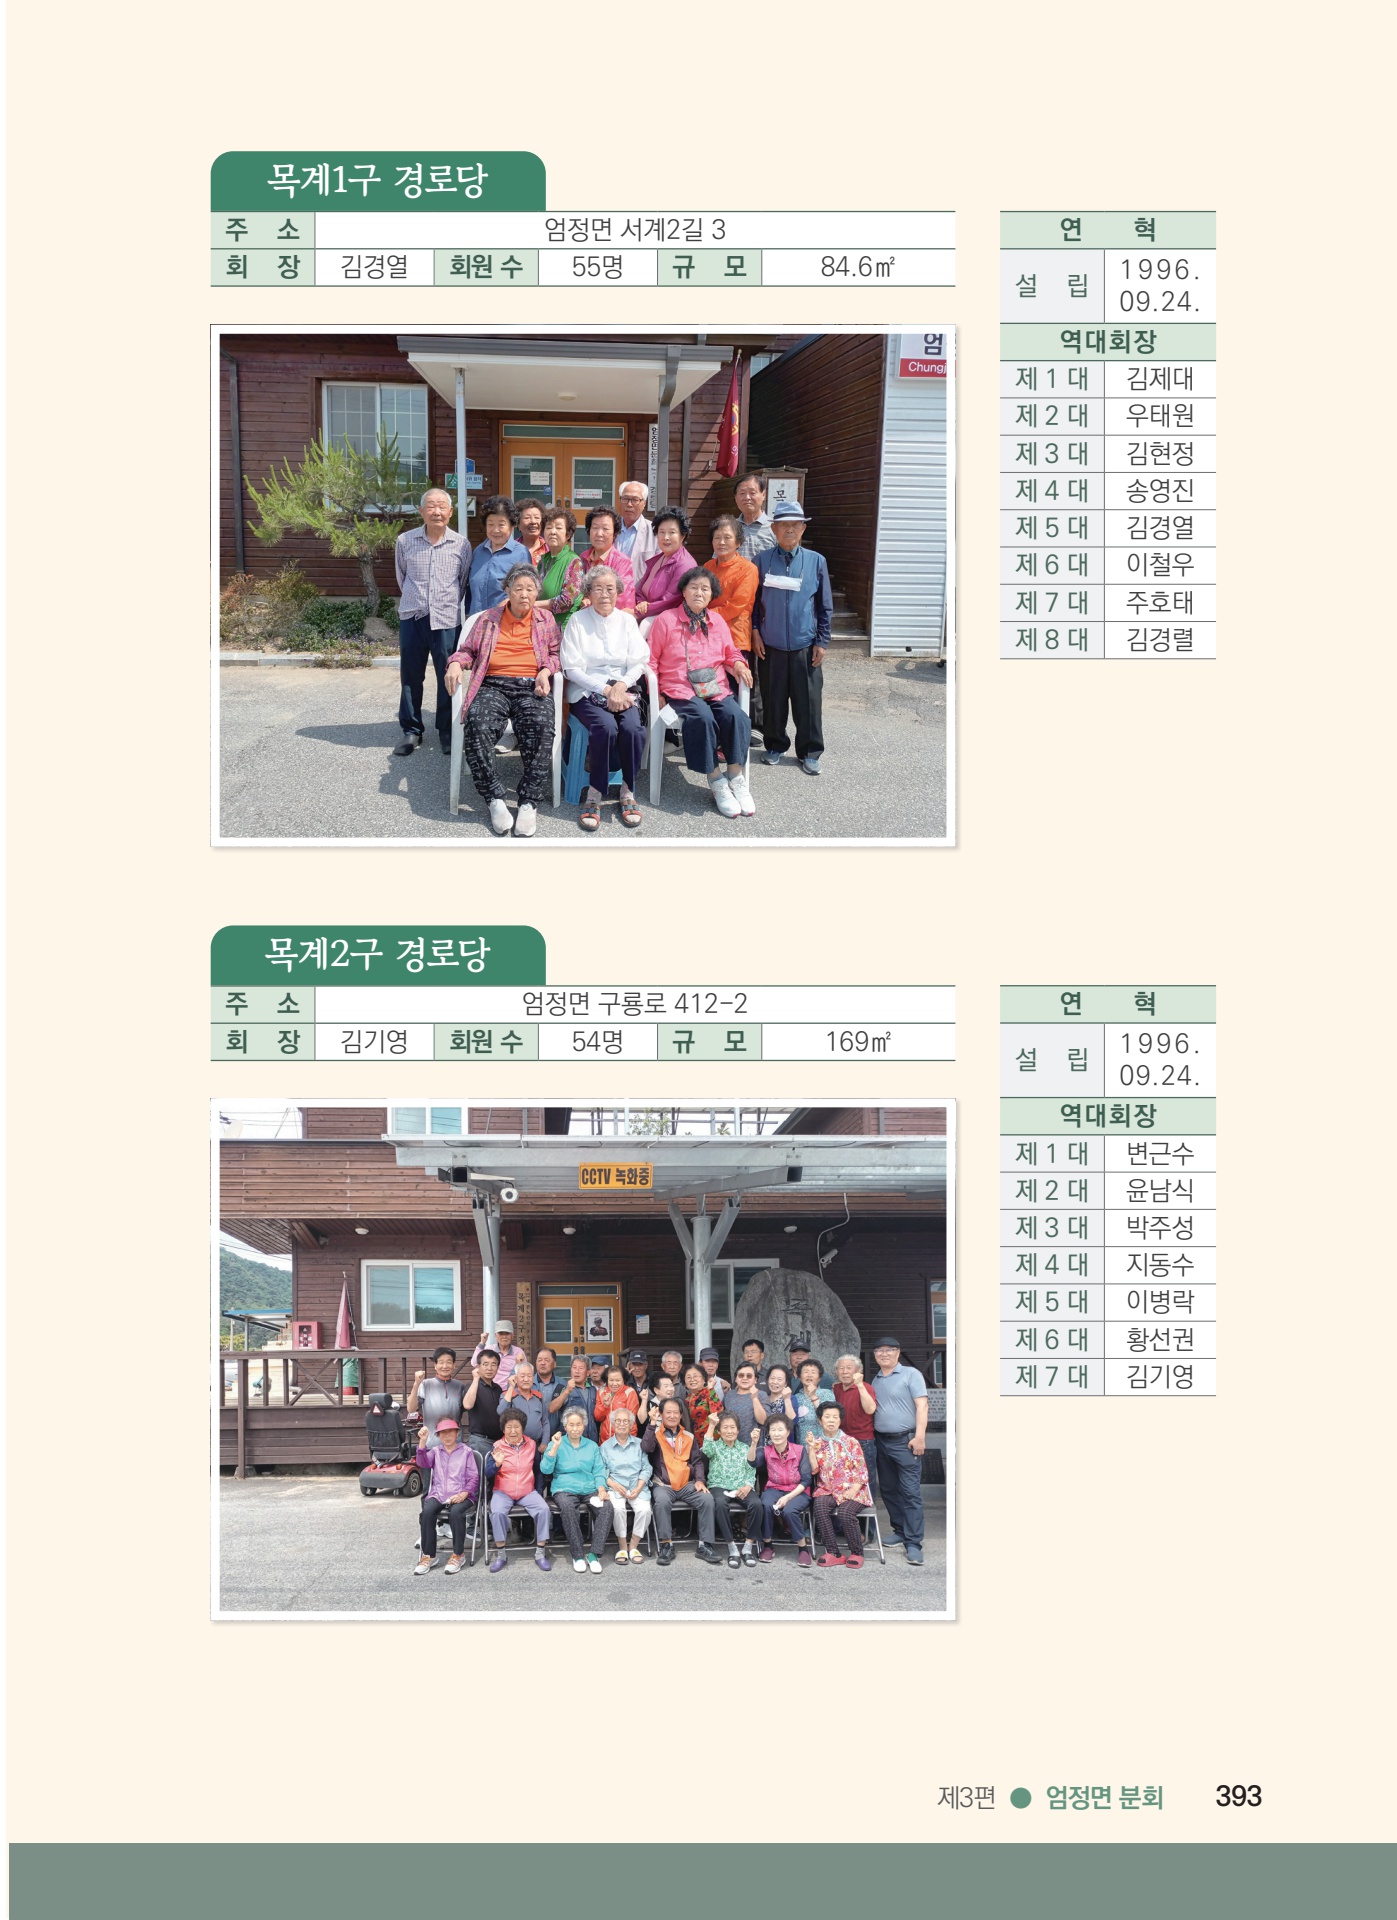 목계1구 경로당
주 소 엄정면 서계2길 3
회 장 김경열 회원 수 55명 규 모 84.6㎡
연 혁
설 립 1996. 09.24.
역대회장
제 1 대 김제대
제 2 대 우태원
제 3 대 김현정
제 4 대 송영진
제 5 대 김경열
제 6 대 이철우
제 7 대 주호태
제 8 대 김경렬
엄
Chungj
목
목계2구 경로당
주 소 엄정면 구룡로 412-2
회 장 김기영 회원 수 54명 규 모 169㎡
연 혁
설 립 1996. 09.24.
역대회장
제 1 대 변근수
제 2 대 윤남식
제 3 대 박주성
제 4 대 지동수
제 5 대 이병락
제 6 대 황선권
제 7 대 김기영
CCTV 녹화중
제3편 ● 엄정면 분회 393